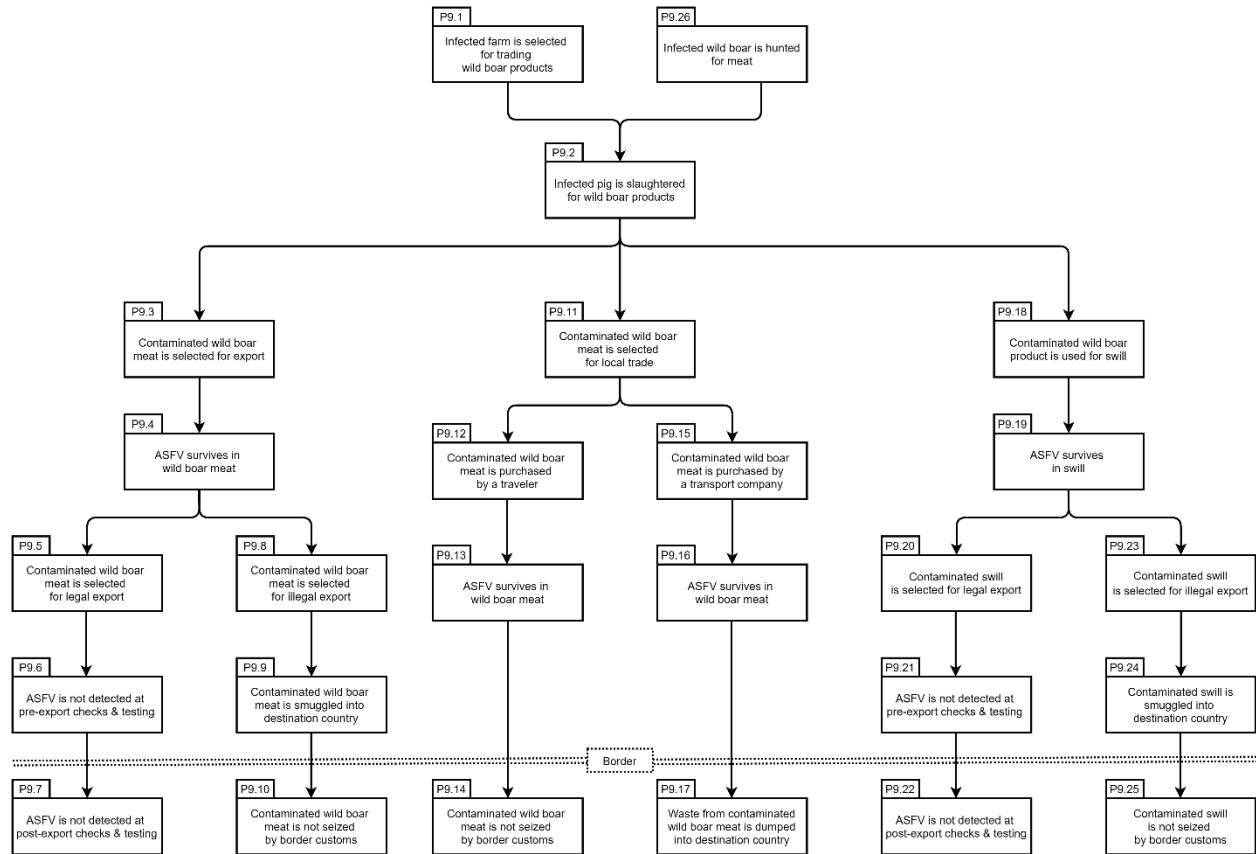 P9.1
Infected farm is selected
for trading
wild boar products
P9.26
Infected wild boar is hunted
for meat
P9.2
Infected pig is slaughtered
for wild boar products
P9.3
Contaminated wild boar
meat is selected for export
P9.11
Contaminated wild boar
meat is selected
for local trade
P9.18
Contaminated wild boar
product is used for swill
P9.4
ASFV survives in
wild boar meat
P9.12
Contaminated wild boar
meat is purchased
by a traveler
P9.15
Contaminated wild boar
meat is purchased by
a transport company
P9.19
ASFV survives
in swill
P9.5
Contaminated wild boar
meat is selected
for legal export
P9.8
Contaminated wild boar
meat is selected
for illegal export
P9.13
ASFV survives in
wild boar meat
P9.16
ASFV survives in
wild boar meat
P9.20
Contaminated swill
is selected for legal export
P9.23
Contaminated swill
is selected for illegal export
P9.6
ASFV is not detected at
pre-export checks & testing
P9.9
Contaminated wild boar
meat is smuggled into
destination country
P9.21
ASFV is not detected at
pre-export checks & testing
P9.24
Contaminated swill is
smuggled into
destination country
Border
P9.7
ASFV is not detected at
post-export checks & testing
P9.10
Contaminated wild boar
meat is not seized
by border customs
P9.14
Contaminated wild boar
meat is not seized
by border customs
P9.17
Waste from contaminated
wild boar meat is dumped
into destination country
P9.22
ASFV is not detected at
post-export checks & testing
P9.25
Contaminated swill
is not seized
by border customs